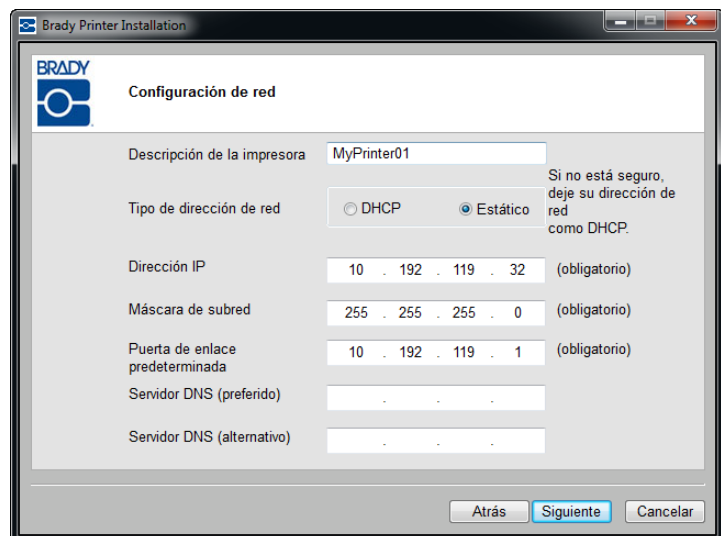 Brady Printer Installation
BRADY
Configuración de red
Descripción de la impresora MyPrinter01
Tipo de dirección de red DHCP Estático
Si no está seguro,
deje su dirección de
red
como DHCP.
Dirección IP 10 . 192 . 119 . 32 (obligatorio)
Máscara de subred 255 . 255 . 255 . 0 (obligatorio)
Puerta de enlace
predeterminada 10 . 192 . 119 . 1 (obligatorio)
Servidor DNS (preferido) . . .
Servidor DNS (alternativo) . . .
Atrás Siguiente Cancelar